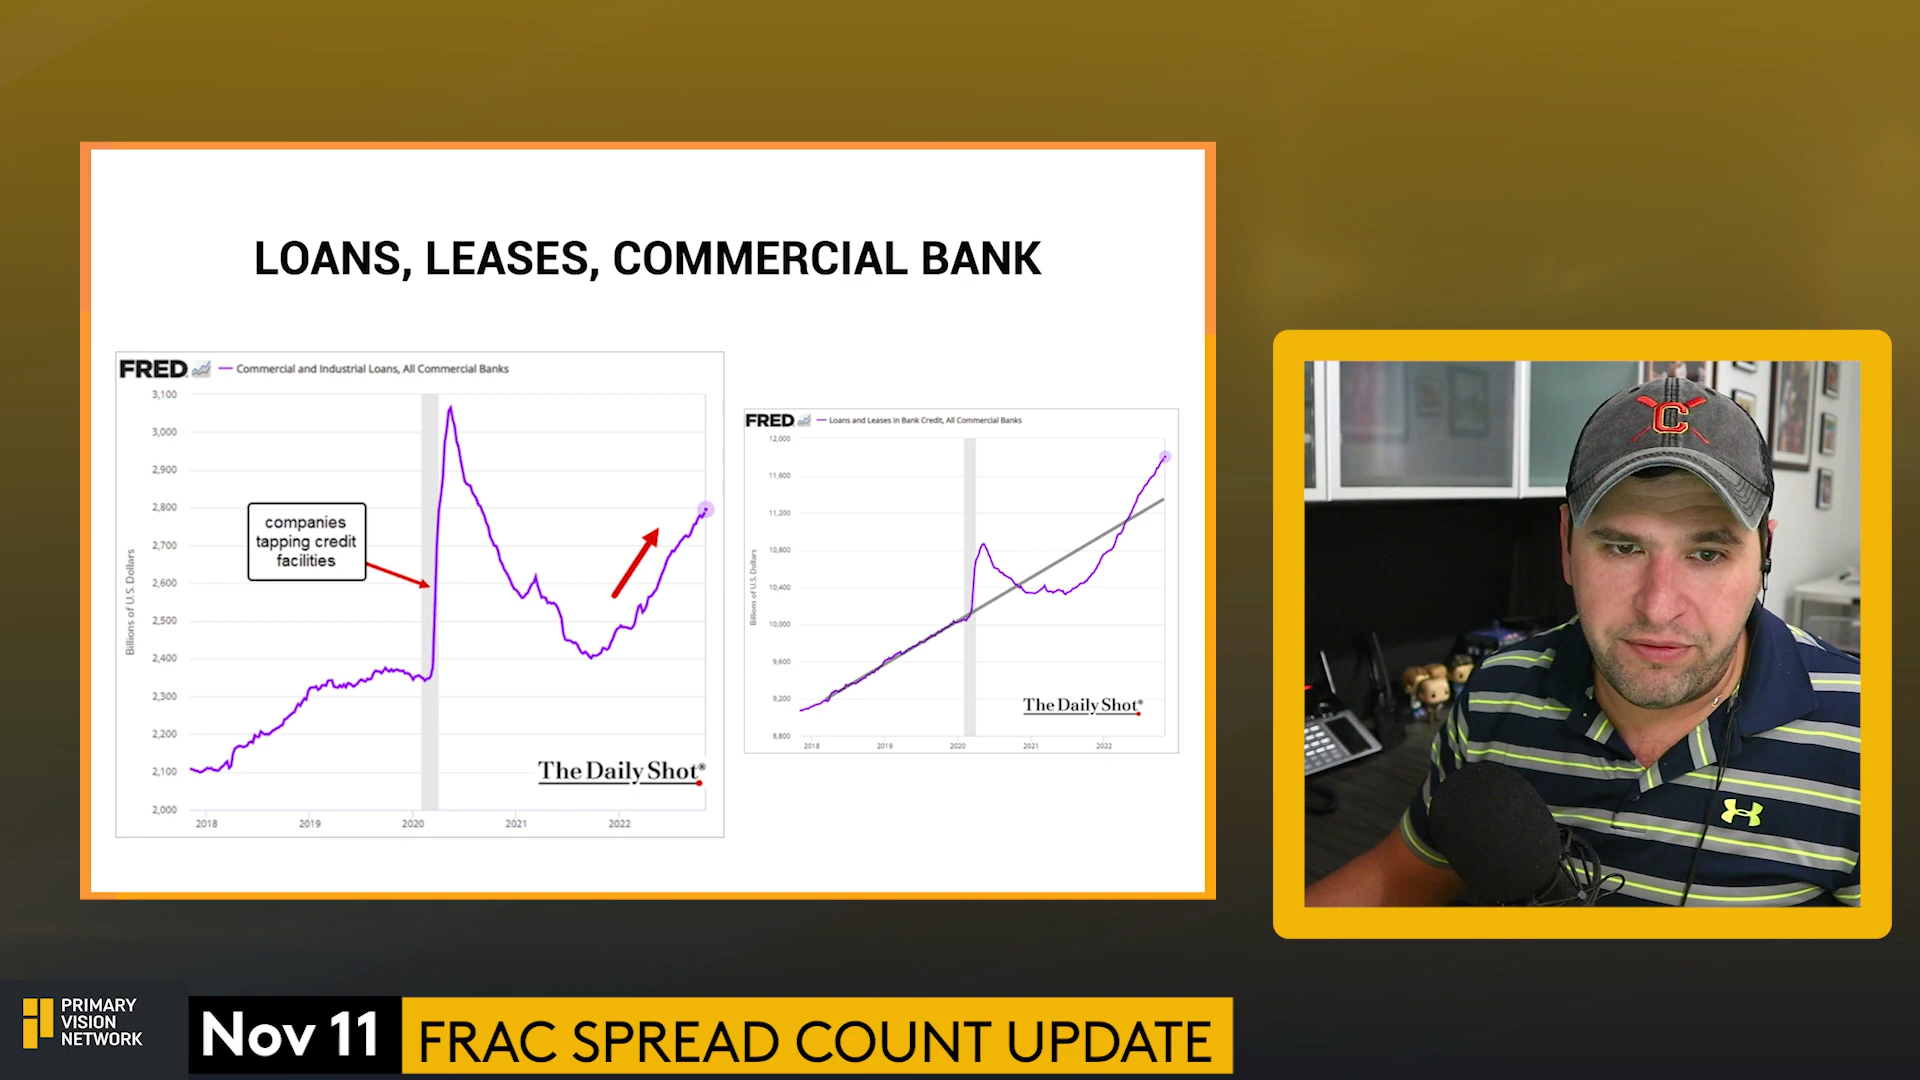 LOANS, LEASES, COMMERCIAL BANK
FRED
Commercial and Industrial Loans, All Commercial Banks
3,100
3,000
2,900
2,800
2,700
2,600
2,500
2,400
2,300
2,200
2,100
2,000
Billions of U.S. Dollars
companies
tapping credit
facilities
The Daily Shot®
2018
2019
2020
2021
2022
FRED
Loans and Leases in Bank Credit, All Commercial Banks
12,000
11,600
11,200
10,800
10,400
10,000
9,600
9,200
8,800
Billions of U.S. Dollars
The Daily Shot®
2018
2019
2020
2021
2022
C
PRIMARY
VISION
NETWORK
Nov 11
FRAC SPREAD COUNT UPDATE